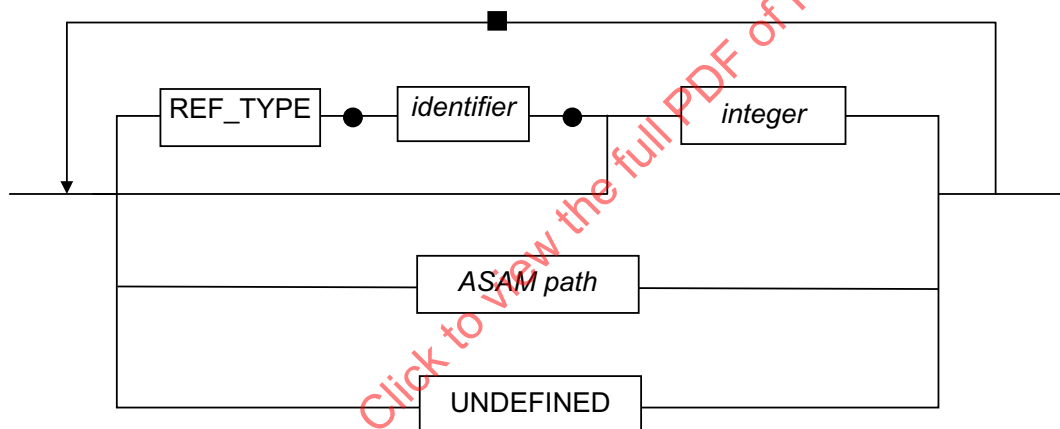 REF_TYPE
identifier
integer
ASAM path
UNDEFINED
Click to view the full PDF of